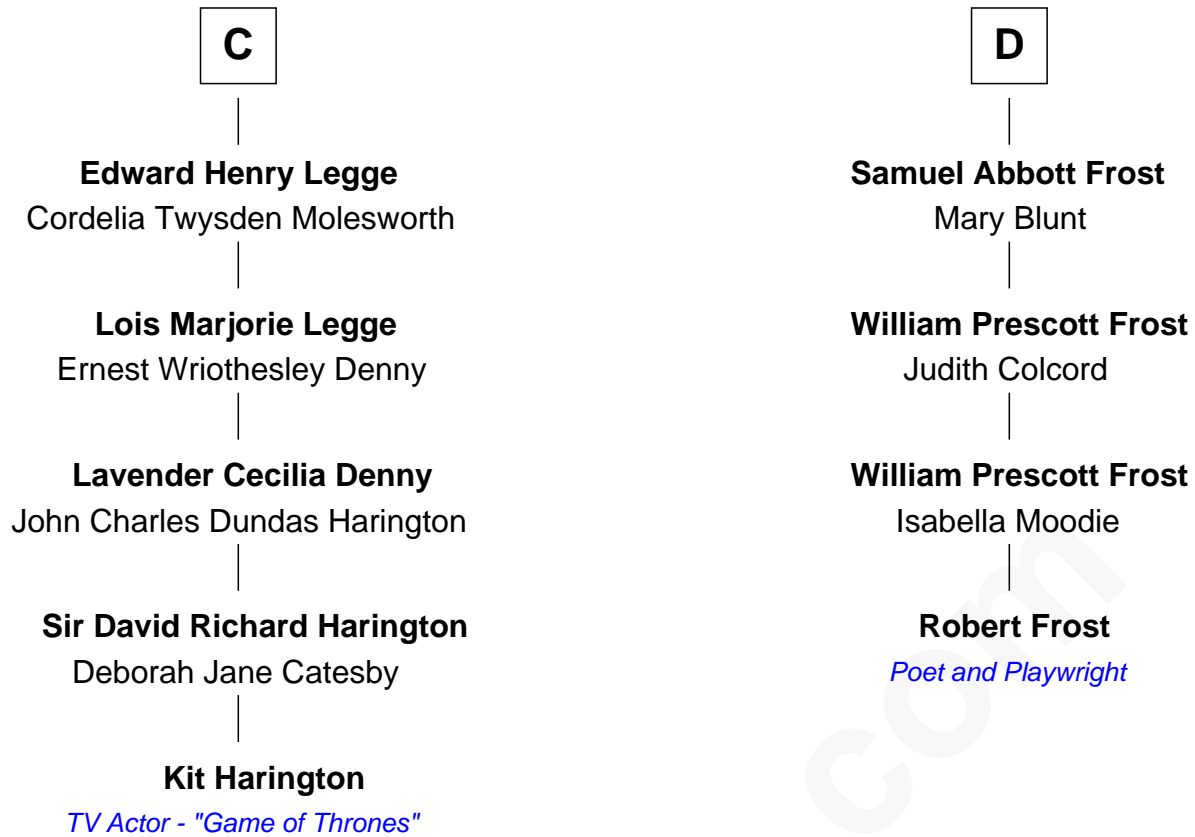 C
Edward Henry Legge
Cordelia Twysden Molesworth
Lois Marjorie Legge
Ernest Wriothesley Denny
Lavender Cecilia Denny
John Charles Dundas Harington
Sir David Richard Harington
Deborah Jane Catesby
Kit Harington
TV Actor - "Game of Thrones"
D
Samuel Abbott Frost
Mary Blunt
William Prescott Frost
Judith Colcord
William Prescott Frost
Isabella Moodie
Robert Frost
Poet and Playwright
com